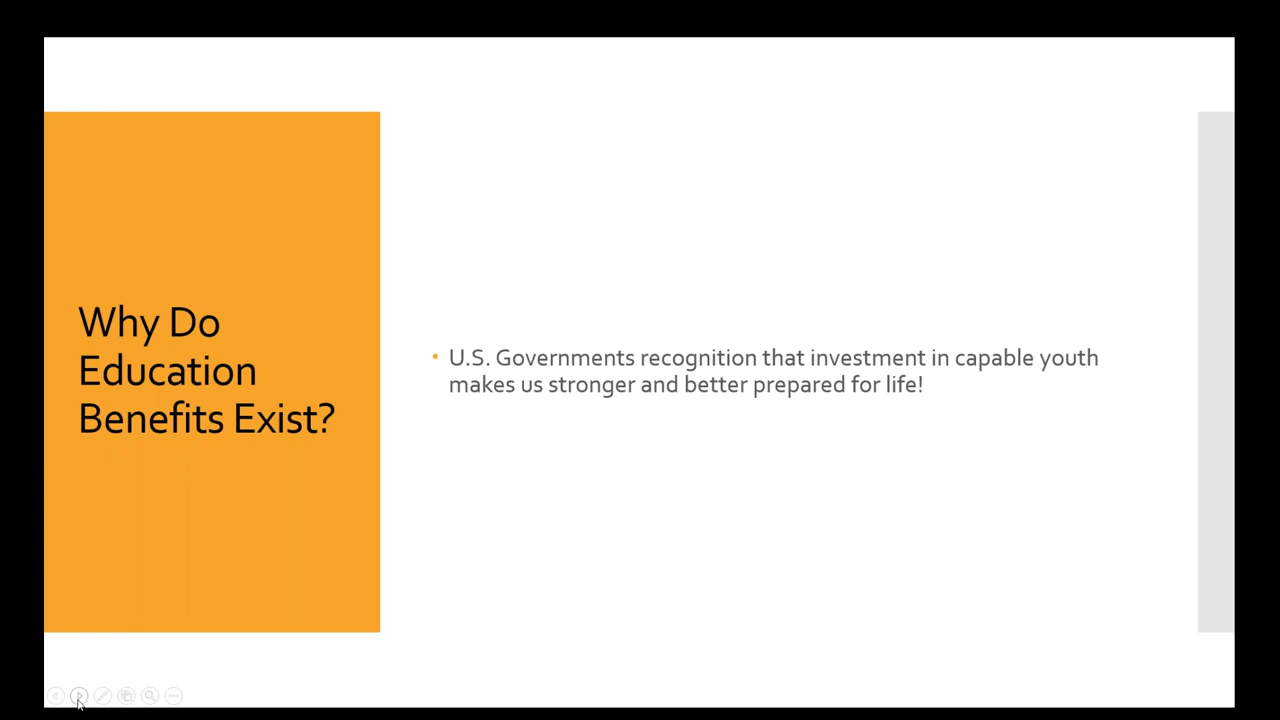 Why Do
Education
Benefits Exist?
• U.S. Governments recognition that investment in capable youth
makes us stronger and better prepared for life!